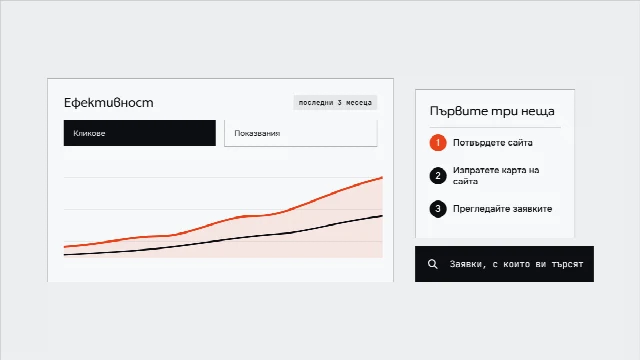 Ефективност
последни 3 месеца
Кликове
Показвания
Първите три неща
1 Потвърдете сайта
2 Изпратете карта на
сайта
3 Прегледайте заявките
Заявки, с които ви търсят